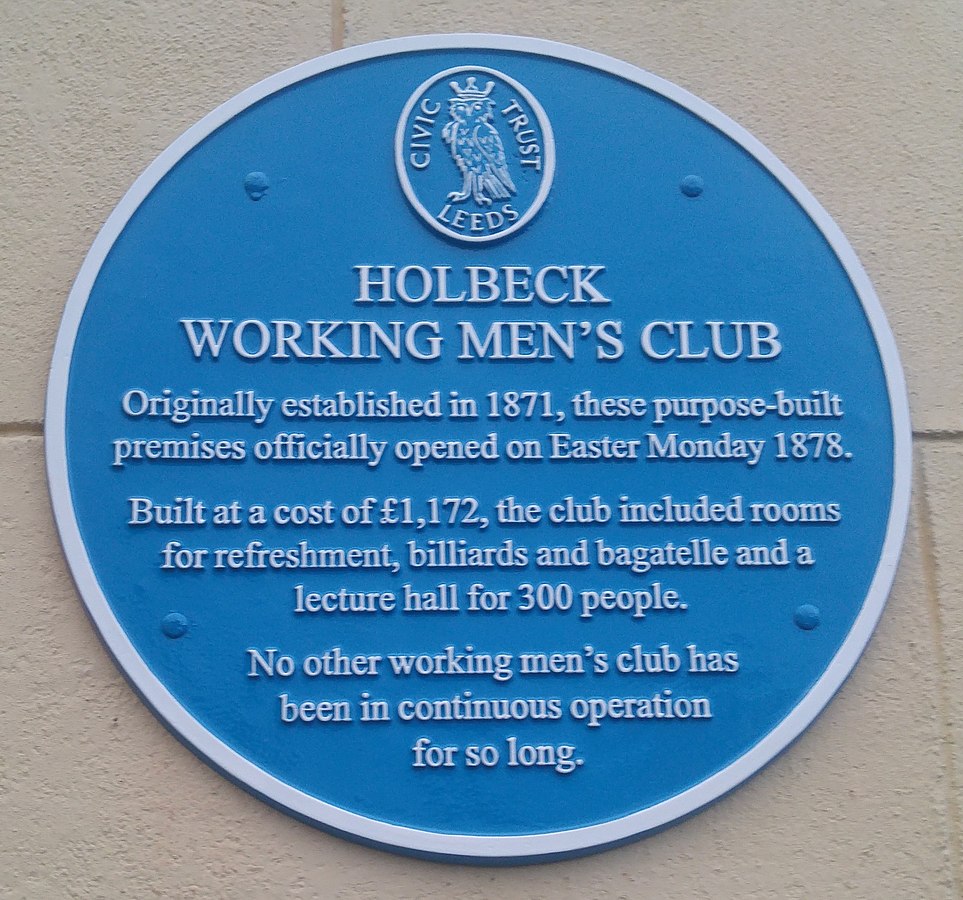 CIVIC TRUST
LEEDS
HOLBECK
WORKING MEN'S CLUB
Originally established in 1871, these purpose-built
premises officially opened on Easter Monday 1878.
Built at a cost of £1,172, the club included rooms
for refreshment, billiards and bagatelle and a
lecture hall for 300 people.
No other working men's club has
been in continuous operation
for so long.